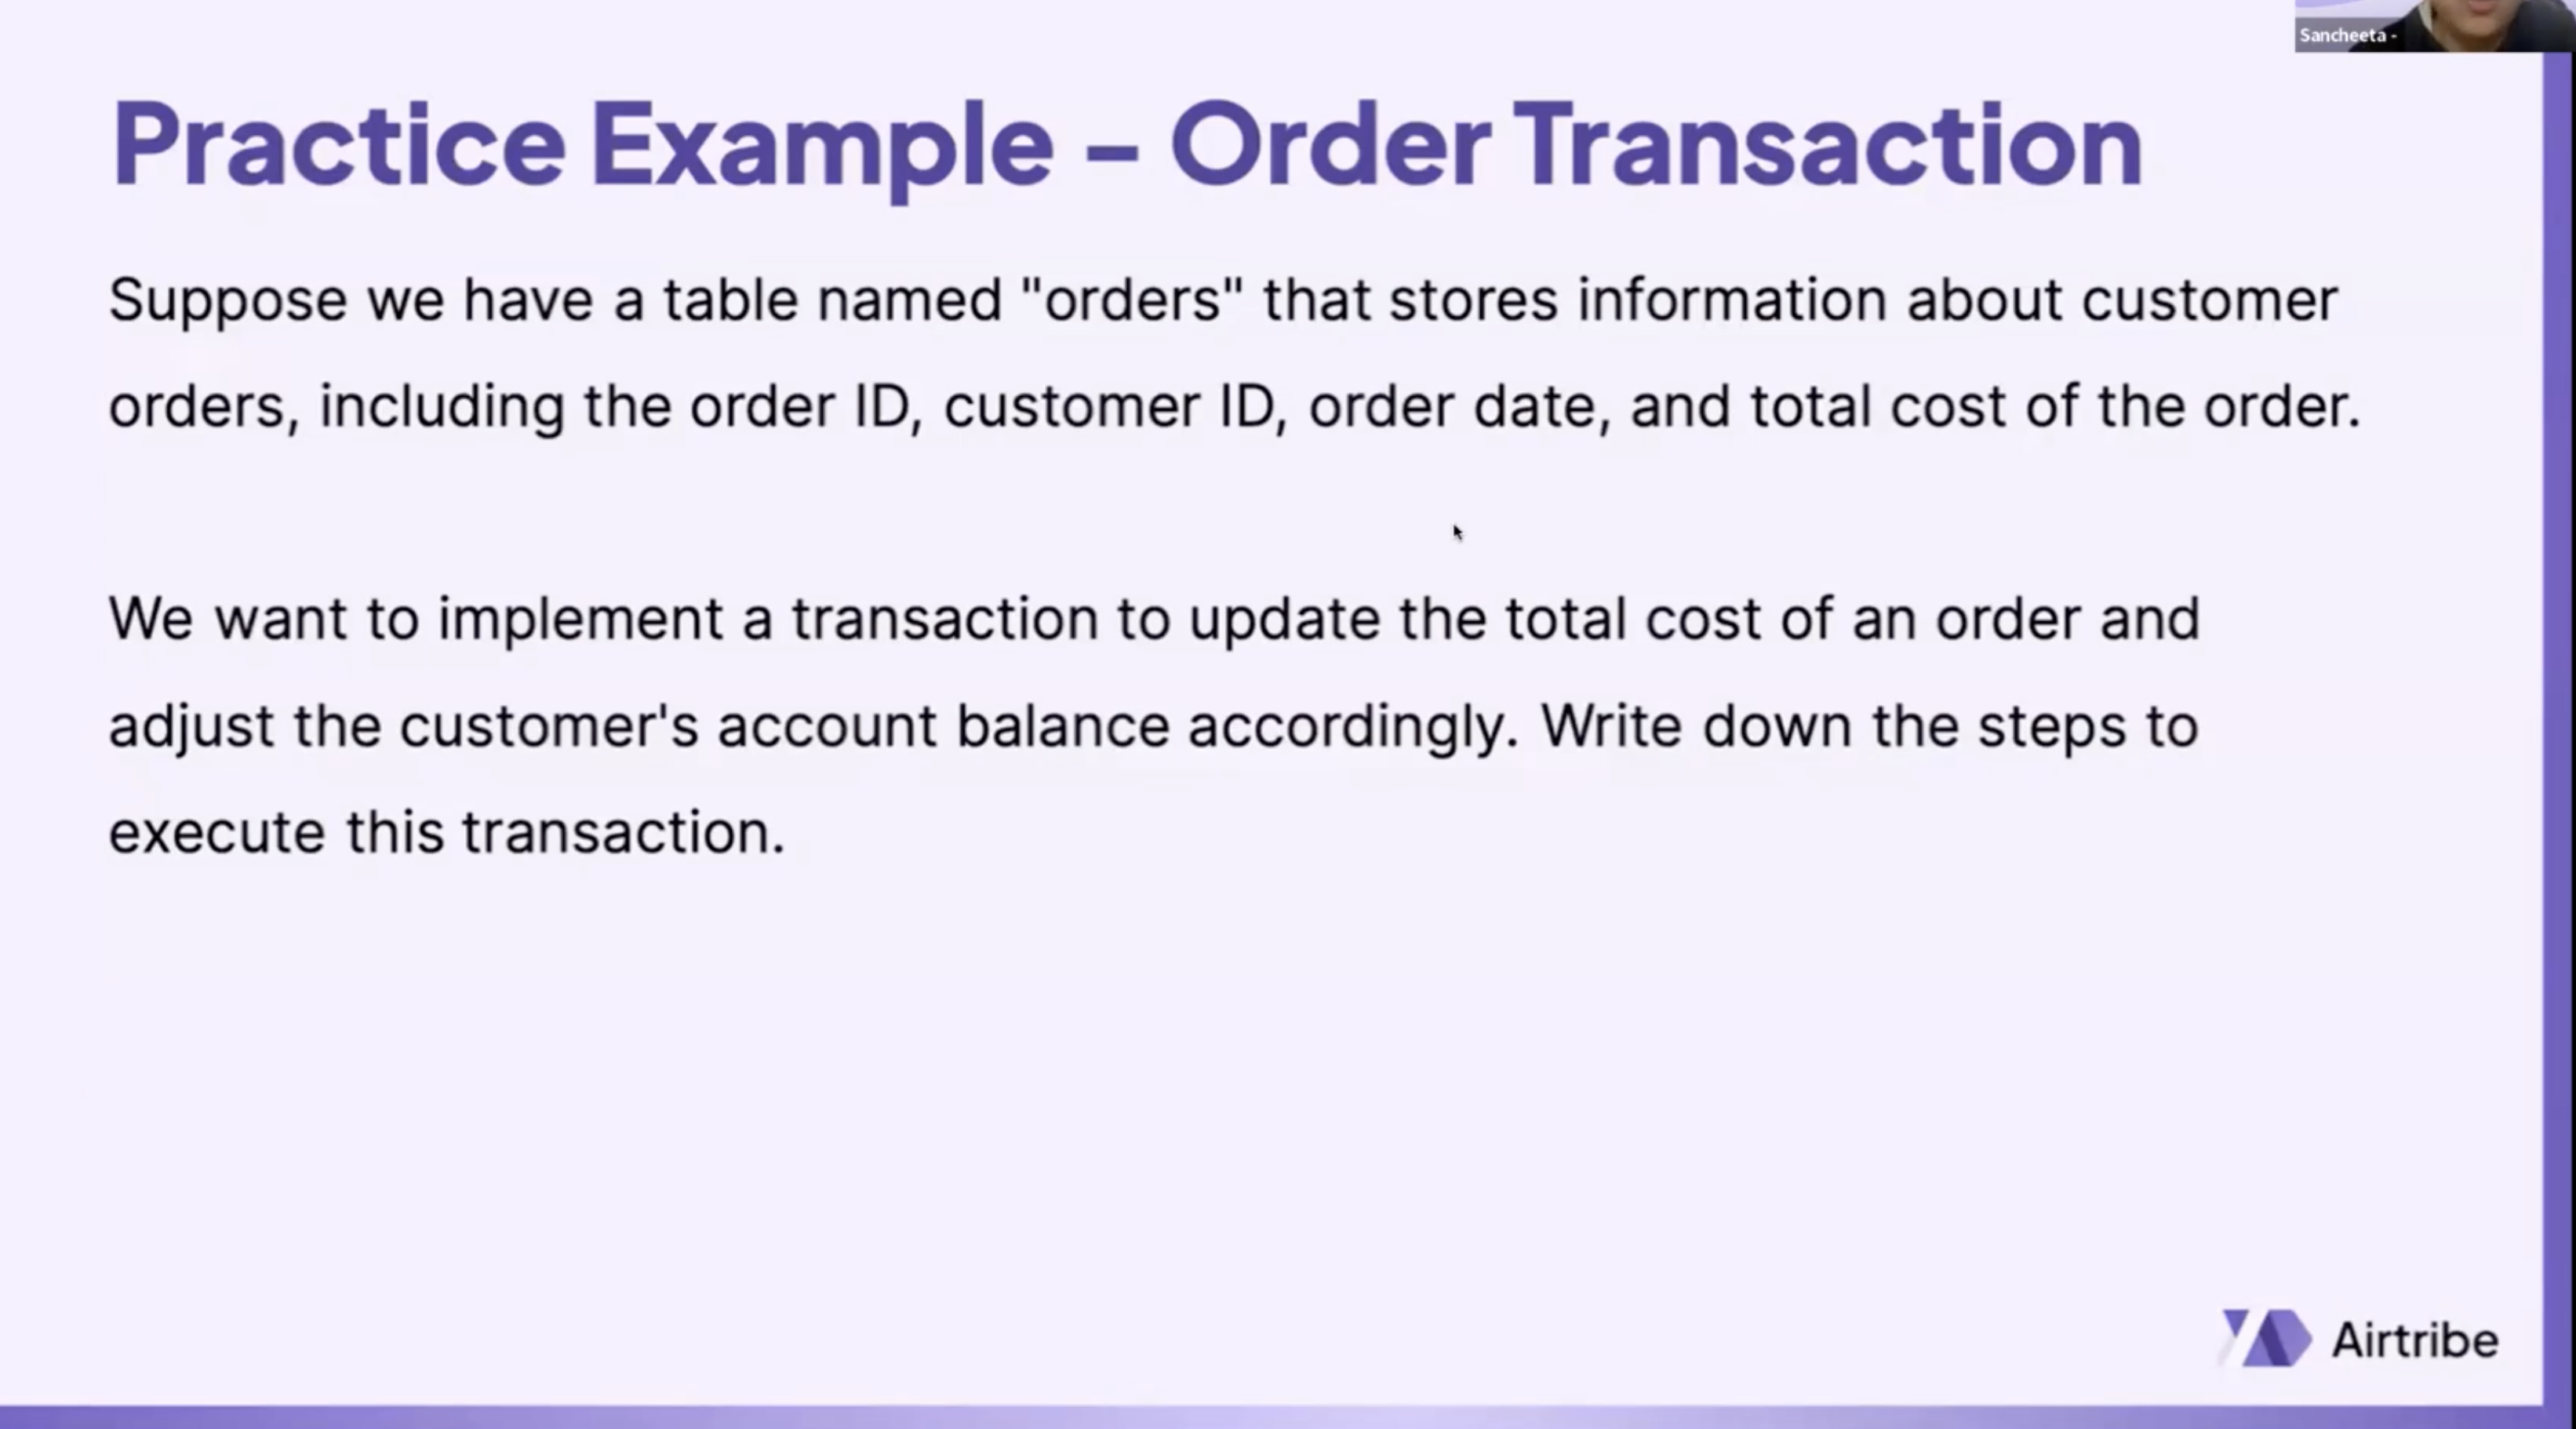 Sancheeta -
Practice Example – Order Transaction
Suppose we have a table named "orders" that stores information about customer
orders, including the order ID, customer ID, order date, and total cost of the order.
We want to implement a transaction to update the total cost of an order and
adjust the customer's account balance accordingly. Write down the steps to
execute this transaction.
Airtribe